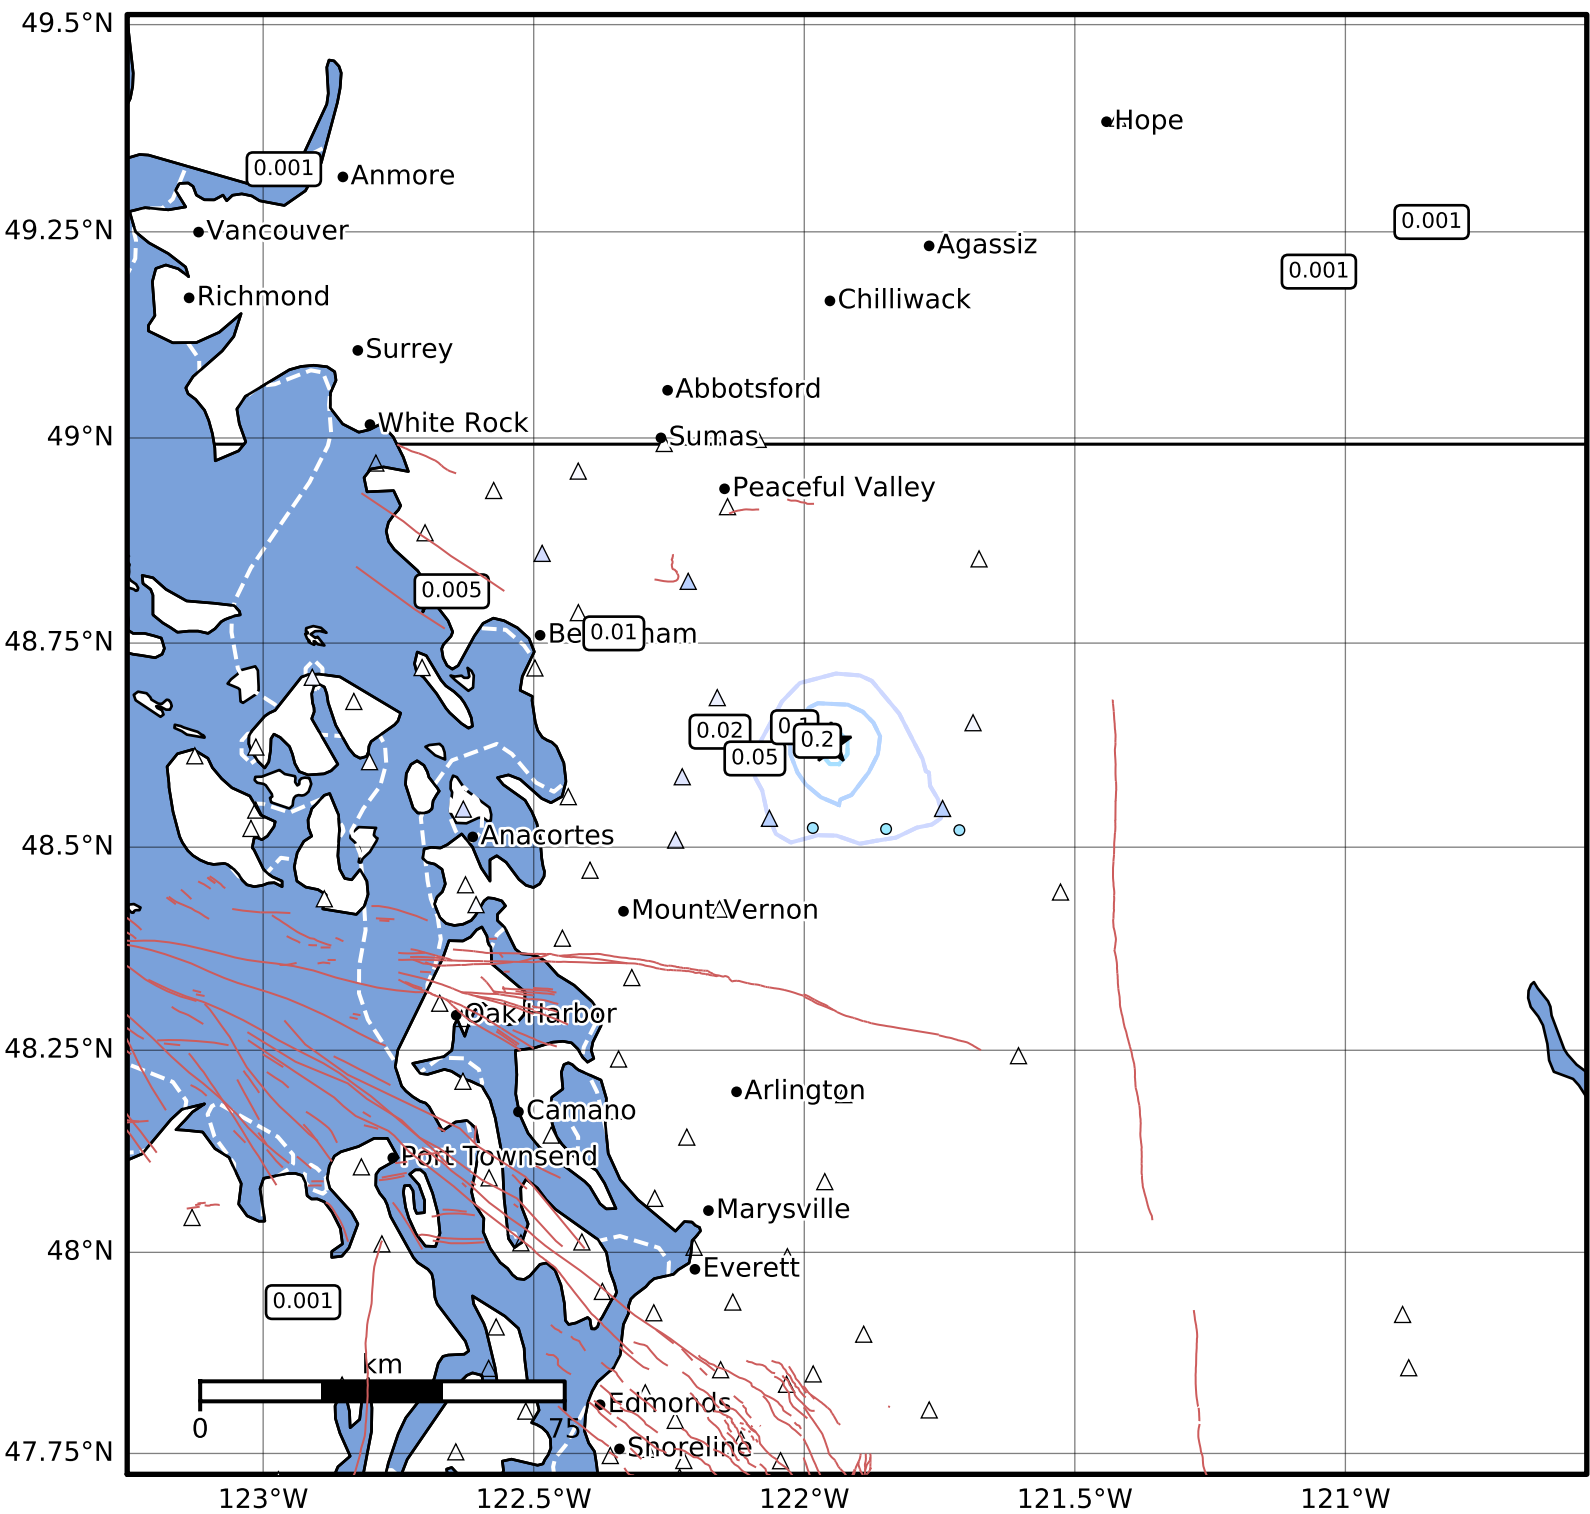 49.5°N
Hope
0.001
Anmore
0.001
49.25°N
Vancouver
Agassiz
0.001
Richmond
Chilliwack
Surrey
Abbotsford
White Rock
49°N
Sumas
Peaceful Valley
0.005
0.01
48.75°N
0.02
0.2
0.05
Anacortes
48.5°N
Mount Vernon
Oak Harbor
48.25°N
Arlington
Camano
Port Townsend
Marysville
48°N
Everett
0.001
km
Edmonds
0
75
Shoreline
47.75°N
123°W
122.5°W
122°W
121.5°W
121°W